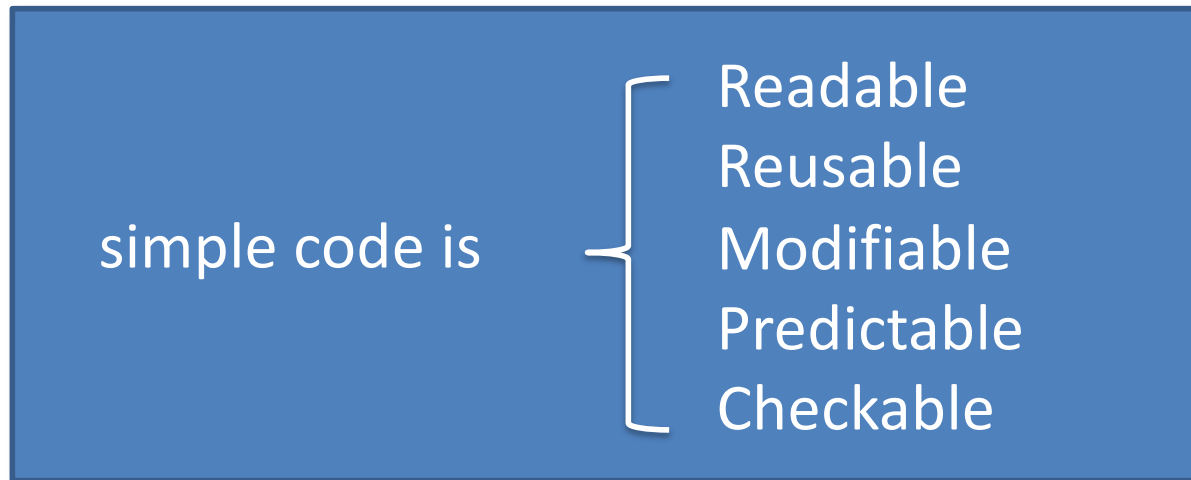 simple code is
Readable
Reusable
Modifiable
Predictable
Checkable